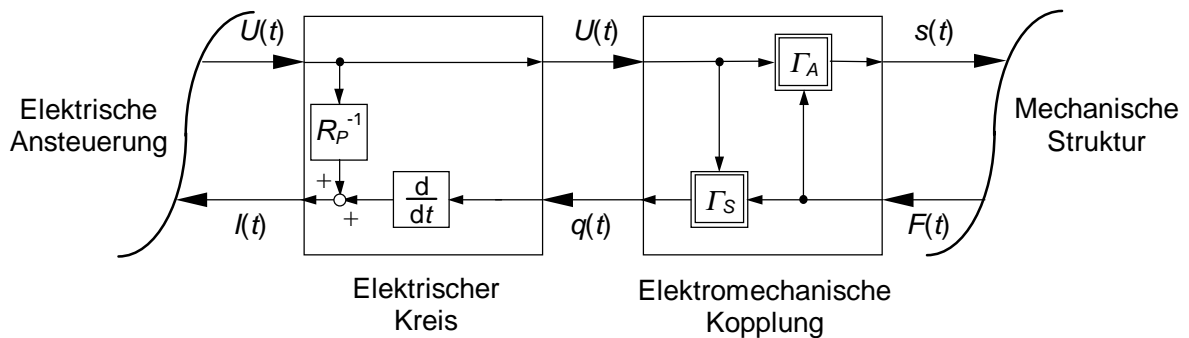 U(t)
U(t)
s(t)
Γ_A
Elektrische
Ansteuerung
R_P^-1
Mechanische
Struktur
+
d
dt
Γ_S
+
I(t)
q(t)
F(t)
Elektrischer
Kreis
Elektromechanische
Kopplung